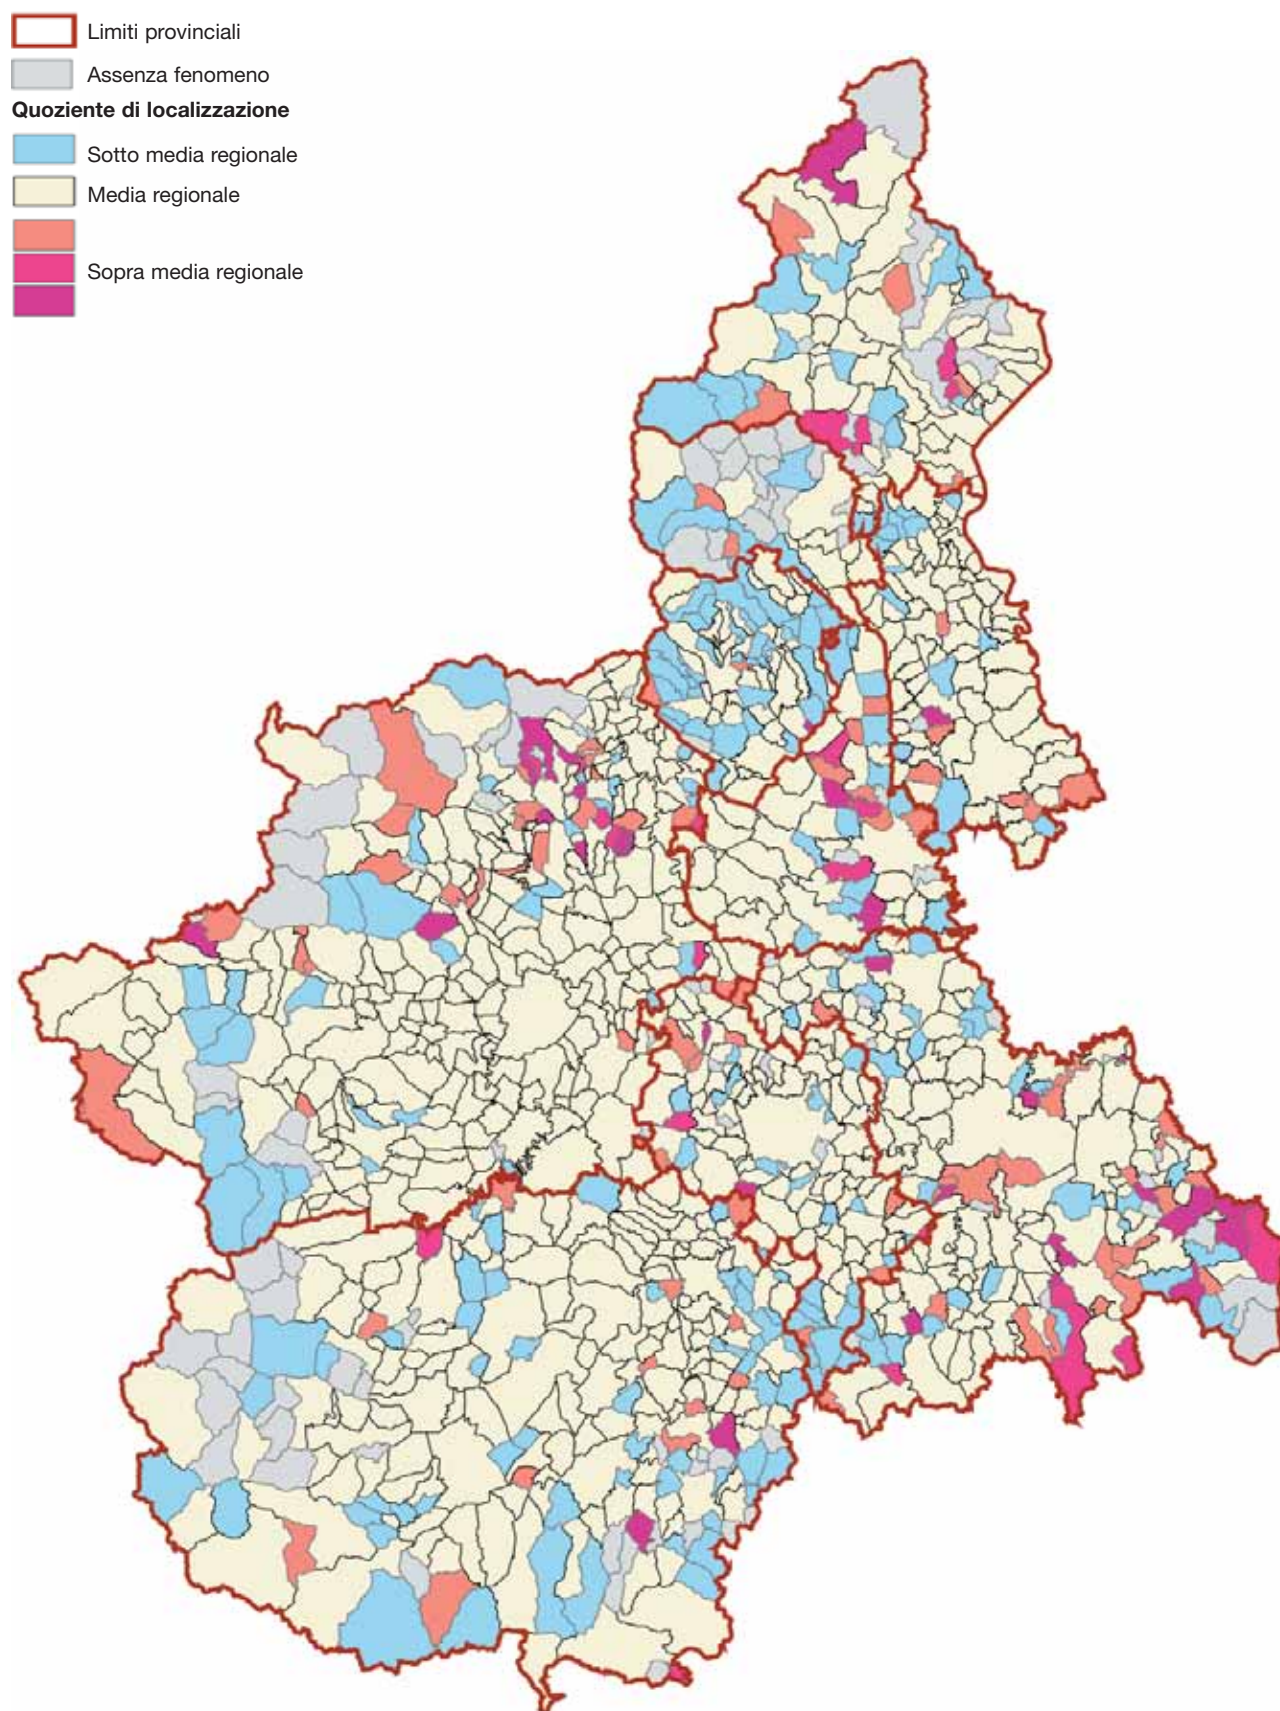 Limiti provinciali
Assenza fenomeno
Quoziente di localizzazione
Sotto media regionale
Media regionale
Sopra media regionale